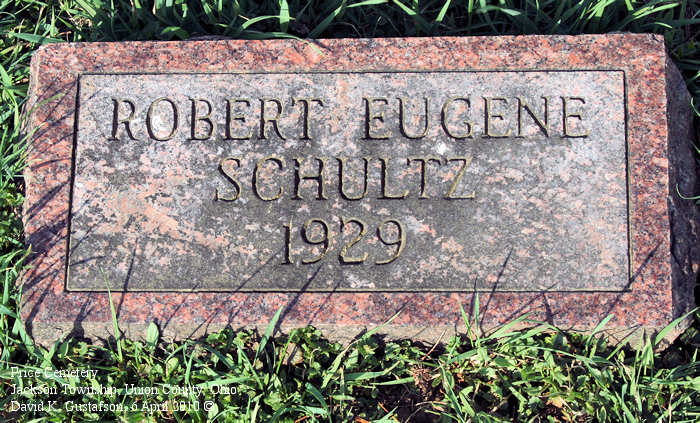 ROBERT EUGENE
SCHULTZ
1929
Price Cemetery
Jackson Township, Union County, Ohio
David K. Gustafson 6 April 2010 ©